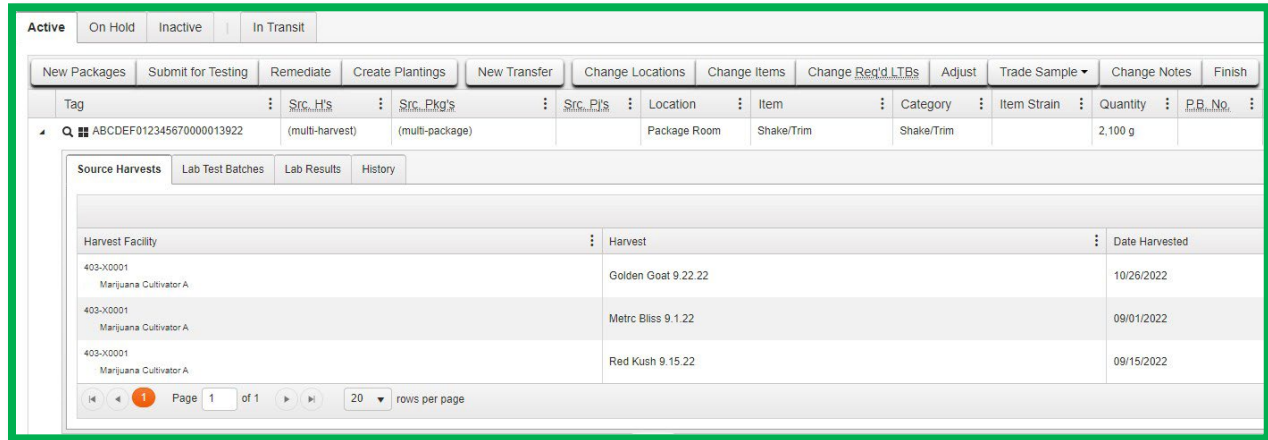 Active On Hold Inactive | In Transit
New Packages Submit for Testing Remediate Create Plantings New Transfer Change Locations Change Items Change Req'd LTBs Adjust Trade Sample Change Notes Finish
Tag Src. H's Src. Pkg's Src. Pj's Location Item Category Item Strain Quantity P.B. No.
ABCDEF012345670000013922 (multi-harvest) (multi-package) Package Room Shake/Trim Shake/Trim 2,100 g
Source Harvests Lab Test Batches Lab Results History
Harvest Facility Harvest Date Harvested
403-X0001
Marijuana Cultivator A Golden Goat 9.22.22 10/26/2022
403-X0001
Marijuana Cultivator A Metrc Bliss 9.1.22 09/01/2022
403-X0001
Marijuana Cultivator A Red Kush 9.15.22 09/15/2022
1 Page 1 of 1 20 rows per page